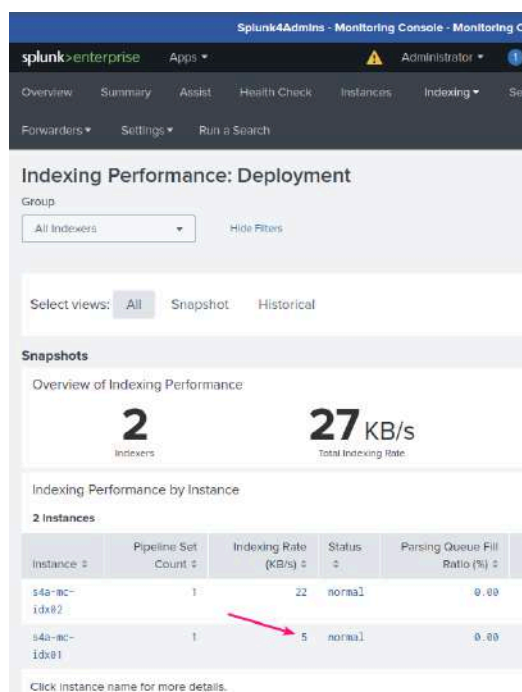 Splunk4Admins - Monitoring Console - Monitoring
splunk>enterprise Apps Administrator 1
Overview Summary Assist Health Check Instances Indexing
Forwarders Settings Run a Search
Indexing Performance: Deployment
Group
All Indexers Hide Filters
Select views: All Snapshot Historical
Snapshots
Overview of Indexing Performance
2 27 KB/s
Indexers Total Indexing Rate
Indexing Performance by Instance
2 Instances
Pipeline Set Indexing Rate Status Parsing Queue Fill
Instance Count (KB/s) Ratio (%)
s4a-mc- 1 22 normal 0.00
idx02
s4a-mc- 1 5 normal 0.00
idx01
Click instance name for more details.